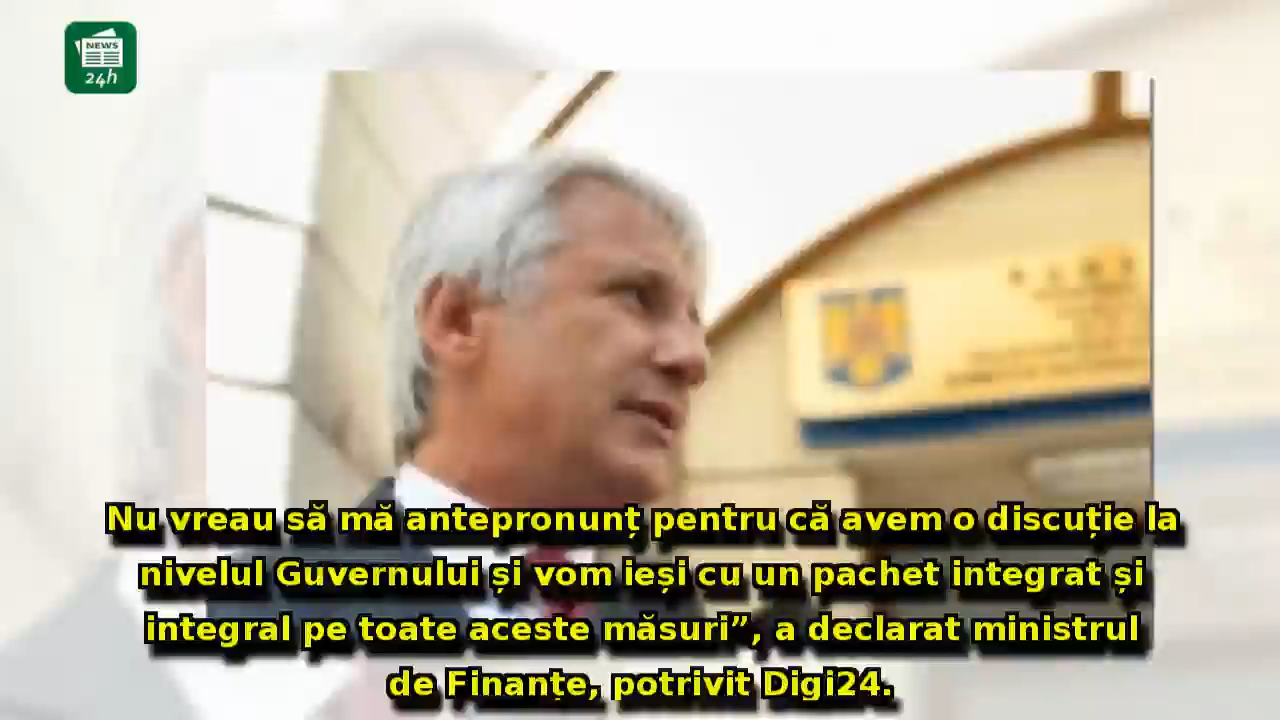 NEWS
24h
Nu vreau să mă antepronunț pentru că avem o discuție la
nivelul Guvernului și vom ieși cu un pachet integrat și
integral pe toate aceste măsuri”, a declarat ministrul
de Finanțe, potrivit Digi24.